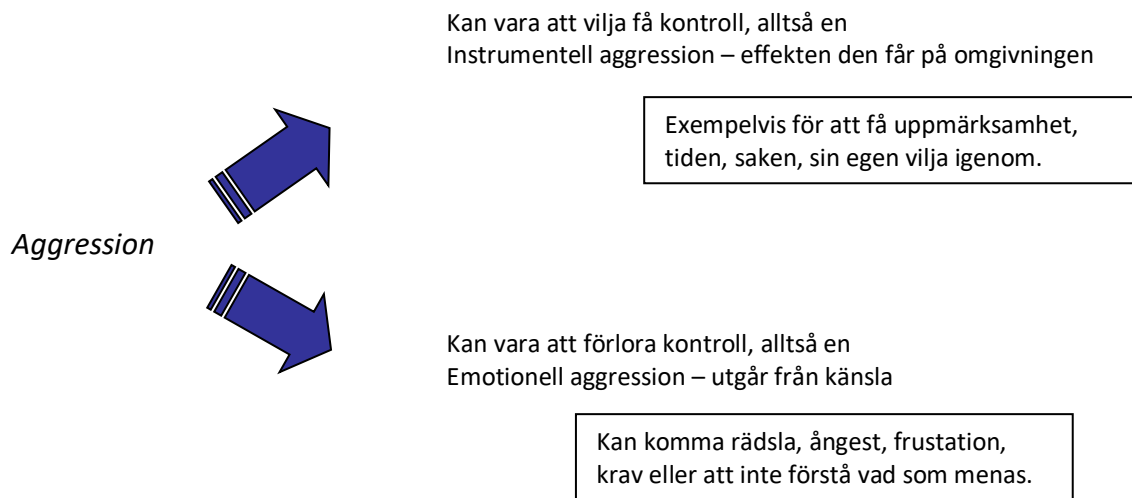 Kan vara att vilja få kontroll, alltså en
Instrumentell aggression – effekten den får på omgivningen
Exempelvis för att få uppmärksamhet,
tiden, saken, sin egen vilja igenom.
Aggression
Kan vara att förlora kontroll, alltså en
Emotionell aggression – utgår från känsla
Kan komma rädsla, ångest, frustation,
krav eller att inte förstå vad som menas.